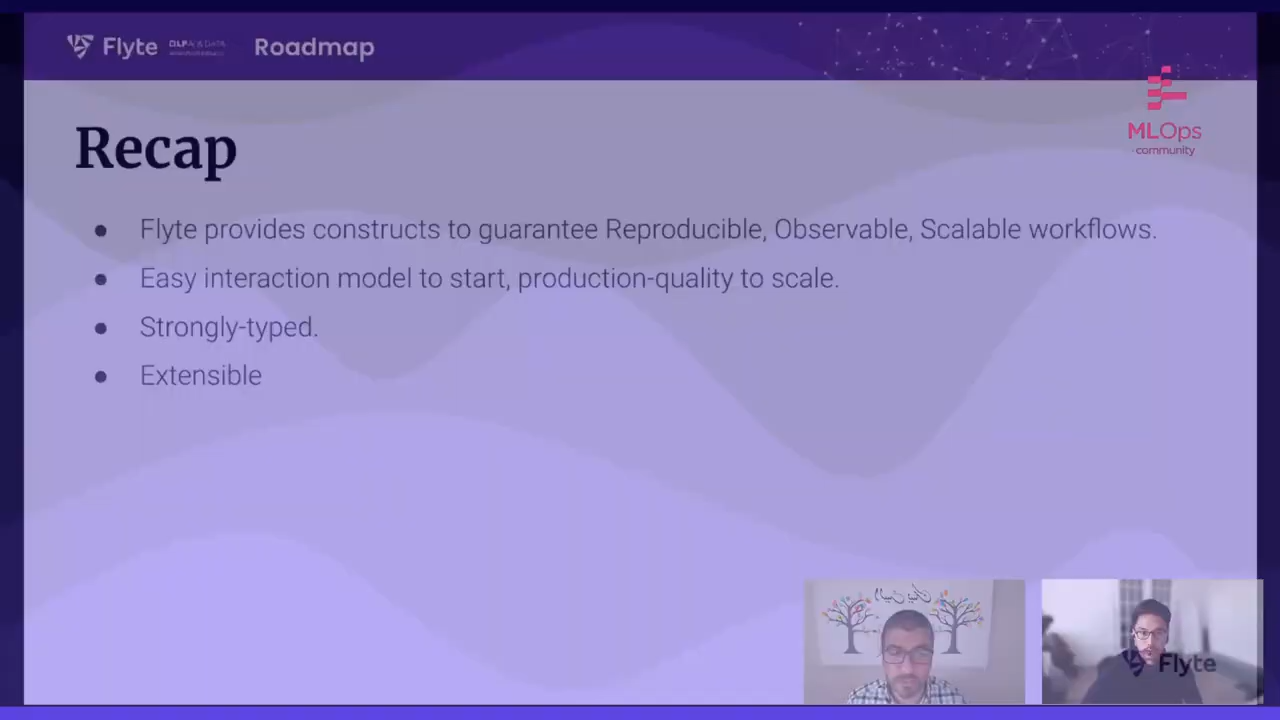 Flyte
Roadmap
MLOps
community
Recap
● Flyte provides constructs to guarantee Reproducible, Observable, Scalable workflows.
● Easy interaction model to start, production-quality to scale.
● Strongly-typed.
● Extensible
Flyte